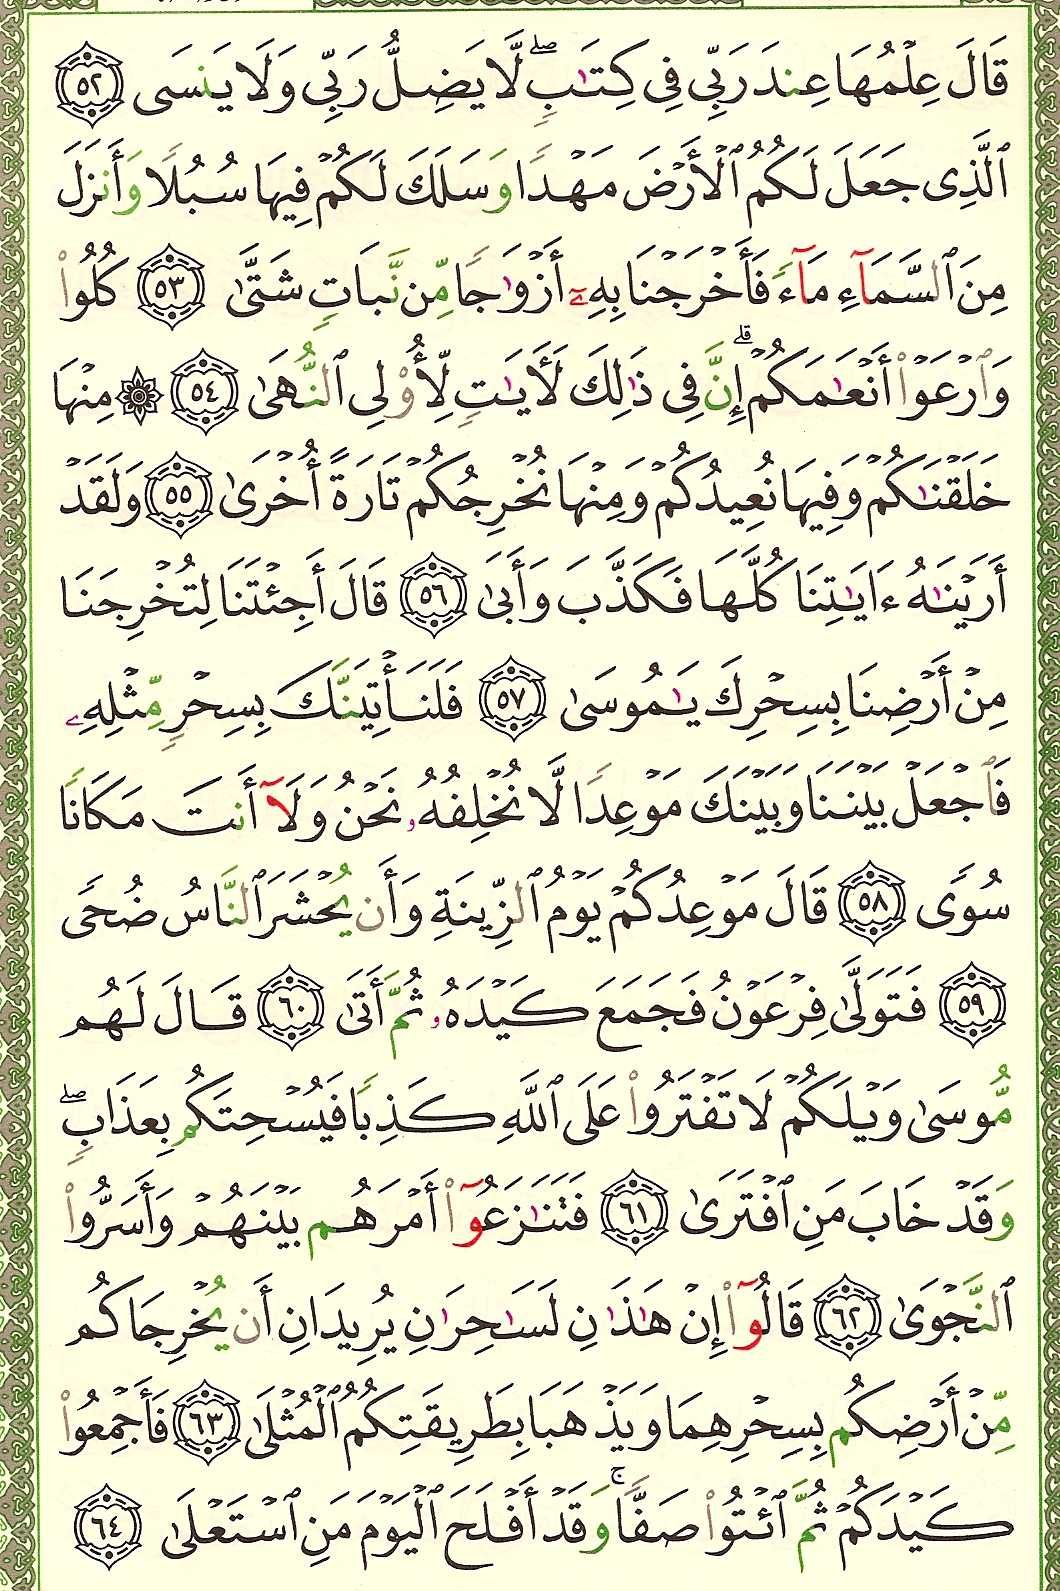 قَالَ عِلْمُهَا عِندَ رَبِّى فِى كِتَٰبٍۖ لَّا يَضِلُّ رَبِّى وَلَا يَنسَى ٥٢
ٱلَّذِى جَعَلَ لَكُمُ ٱلْأَرْضَ مَهْدًا وَسَلَكَ لَكُمْ فِيهَا سُبُلًا وَأَنزَلَ
مِنَ ٱلسَّمَآءِ مَآءً فَأَخْرَجْنَا بِهِۦٓ أَزْوَٰجًا مِّن نَّبَاتٍ شَتَّىٰ ٥٣ كُلُوا۟
وَٱرْعَوْا۟ أَنْعَٰمَكُمْۗ إِنَّ فِى ذَٰلِكَ لَءَايَٰتٍ لِّأُو۟لِى ٱلنُّهَىٰ ٥٤ ۞ مِنْهَا
خَلَقْنَٰكُمْ وَفِيهَا نُعِيدُكُمْ وَمِنْهَا نُخْرِجُكُمْ تَارَةً أُخْرَىٰ ٥٥ وَلَقَدْ
أَرَيْنَٰهُ ءَايَٰتِنَا كُلَّهَا فَكَذَّبَ وَأَبَىٰ ٥٦ قَالَ أَجِئْتَنَا لِتُخْرِجَنَا
مِنْ أَرْضِنَا بِسِحْرِكَ يَٰمُوسَىٰ ٥٧ فَلَنَأْتِيَنَّكَ بِسِحْرٍ مِّثْلِهِۦ
فَٱجْعَلْ بَيْنَنَا وَبَيْنَكَ مَوْعِدًا لَّا نُخْلِفُهُۥ نَحْنُ وَلَآ أَنتَ مَكَانًا
سُوًى ٥٨ قَالَ مَوْعِدُكُمْ يَوْمُ ٱلزِّينَةِ وَأَن يُحْشَرَ ٱلنَّاسُ ضُحًى
٥٩ فَتَوَلَّىٰ فِرْعَوْنُ فَجَمَعَ كَيْدَهُۥ ثُمَّ أَتَىٰ ٦٠ قَالَ لَهُم
مُّوسَىٰ وَيْلَكُمْ لَا تَفْتَرُوا۟ عَلَى ٱللَّهِ كَذِبًا فَيُسْحِتَكُم بِعَذَابٍۖ
وَقَدْ خَابَ مَنِ ٱفْتَرَىٰ ٦١ فَتَنَٰزَعُوٓا۟ أَمْرَهُم بَيْنَهُمْ وَأَسَرُّوا۟
ٱلنَّجْوَىٰ ٦٢ قَالُوٓا۟ إِنْ هَٰذَٰنِ لَسَٰحِرَٰنِ يُرِيدَانِ أَن يُخْرِجَاكُم
مِّنْ أَرْضِكُم بِسِحْرِهِمَا وَيَذْهَبَا بِطَرِيقَتِكُمُ ٱلْمُثْلَىٰ ٦٣ فَأَجْمِعُوا۟
كَيْدَكُمْ ثُمَّ ٱئْتُوا۟ صَفًّاۚ وَقَدْ أَفْلَحَ ٱلْيَوْمَ مَنِ ٱسْتَعْلَىٰ ٦٤